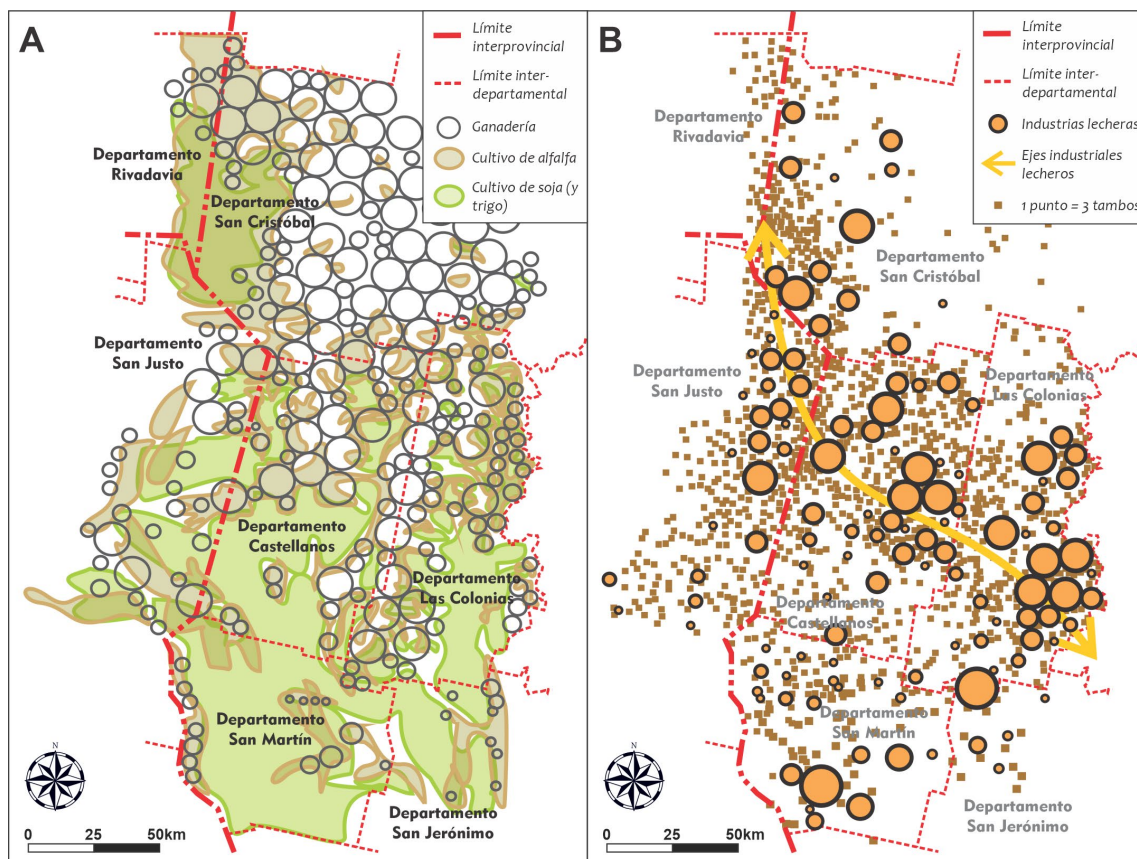 A
Límite
interprovincial
Límite inter-
departamental
Ganadería
Cultivo de alfalfa
Cultivo de soja (y
trigo)
Departamento
Rivadavia
Departamento
San Cristóbal
Departamento
San Justo
Departamento
Castellanos
Departamento
Las Colonias
Departamento
San Martín
Departamento
San Jerónimo
N
0 25 50km
B
Límite
interprovincial
Límite inter-
departamental
Industrias lecheras
Ejes industriales
lecheros
1 punto = 3 tambos
Departamento
Rivadavia
Departamento
San Cristóbal
Departamento
San Justo
Departamento
Las Colonias
Departamento
Castellanos
Departamento
San Martín
Departamento
San Jerónimo
N
0 25 50km